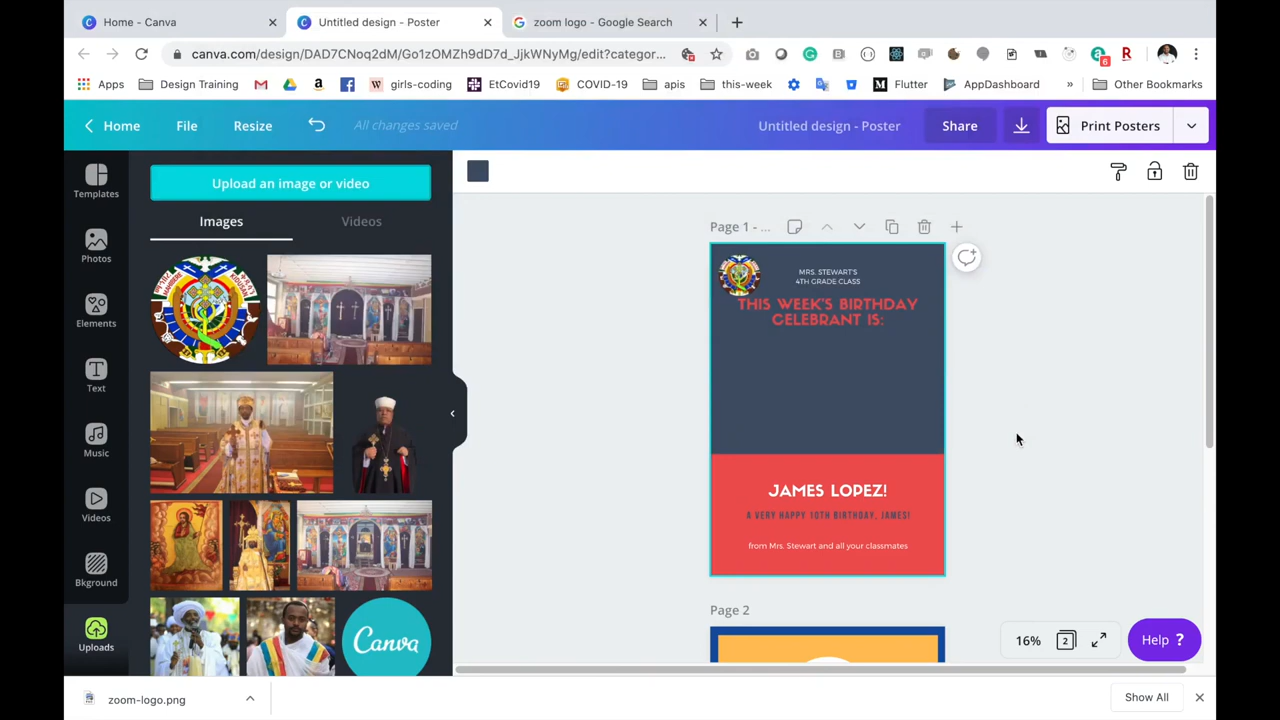 Home - Canva
Untitled design - Poster
zoom logo - Google Search
canva.com/design/DAD7CNoq2dM/Go1zOMZh9dD7d_JjkWNyMg/edit?categor...
6
Apps
Design Training
girls-coding
EtCovid19
COVID-19
apis
this-week
Flutter
AppDashboard
»
Other Bookmarks
Home
File
Resize
All changes saved
Untitled design - Poster
Share
Print Posters
Templates
Photos
Elements
Text
Music
Videos
Bkground
Uploads
Upload an image or video
Images
Videos
Canva
Page 1 - ...
MRS. STEWART'S
4TH GRADE CLASS
THIS WEEK'S BIRTHDAY
CELEBRANT IS:
JAMES LOPEZ!
A VERY HAPPY 10TH BIRTHDAY, JAMES!
from Mrs. Stewart and all your classmates
Page 2
16%
2
Help ?
zoom-logo.png
Show All